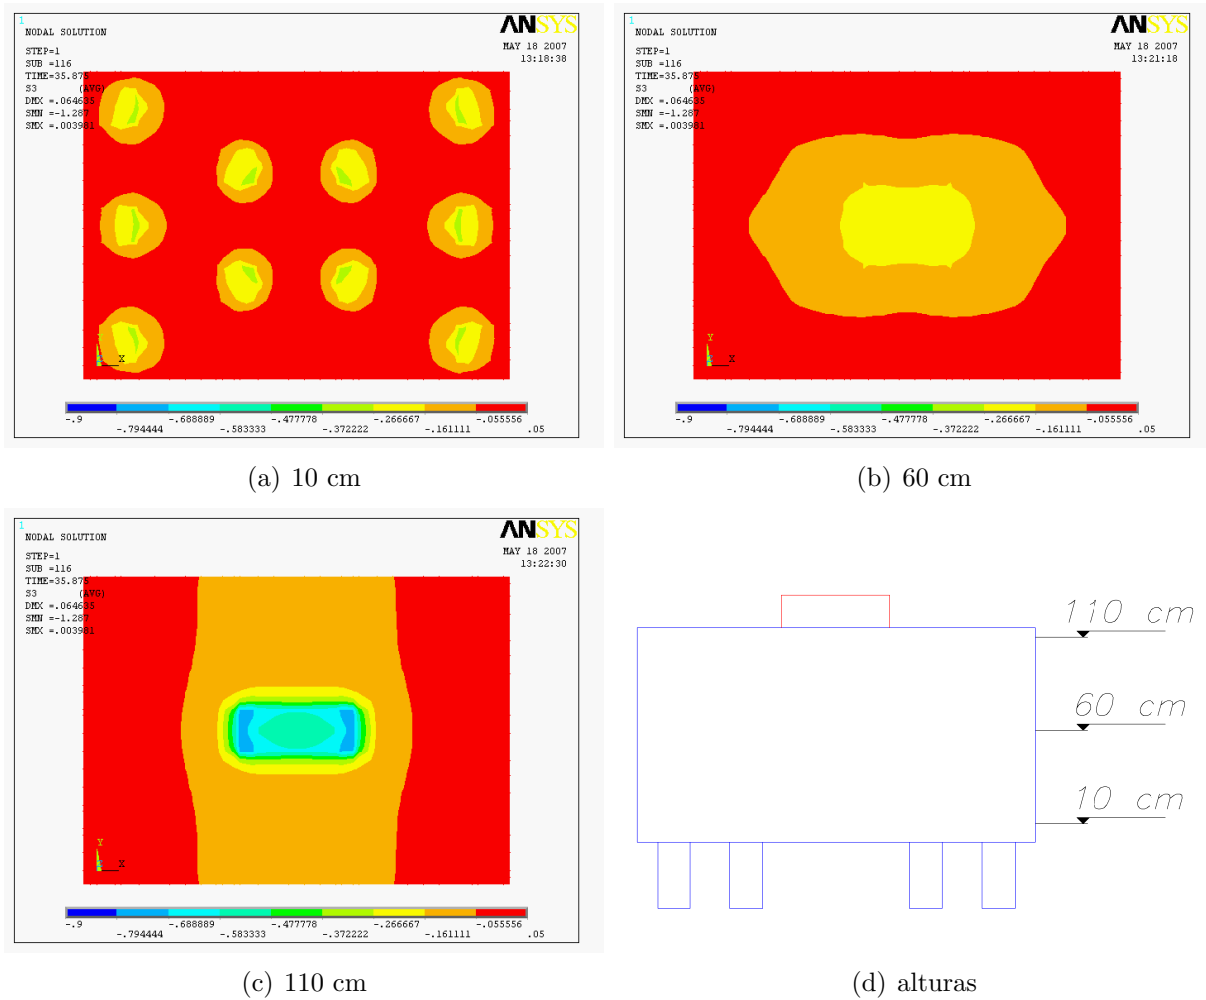 1
ANSYS
NODAL SOLUTION
MAY 18 2007
13:18:38
STEP=1
SUB =116
TIME=35.875
S3 (AVG)
DMX =.064635
SMN =-1.287
SMX =.003981
Y
X
-.9 -.688889 -.477778 -.266667 -.055556
-.794444 -.583333 -.372222 -.161111 .05
(a) 10 cm
1
ANSYS
NODAL SOLUTION
MAY 18 2007
13:21:18
STEP=1
SUB =116
TIME=35.875
S3 (AVG)
DMX =.064635
SMN =-1.287
SMX =.003981
Y
X
-.9 -.688889 -.477778 -.266667 -.055556
-.794444 -.583333 -.372222 -.161111 .05
(b) 60 cm
1
ANSYS
NODAL SOLUTION
MAY 18 2007
13:22:30
STEP=1
SUB =116
TIME=35.875
S3 (AVG)
DMX =.064635
SMN =-1.287
SMX =.003981
Y
X
-.9 -.688889 -.477778 -.266667 -.055556
-.794444 -.583333 -.372222 -.161111 .05
(c) 110 cm
110 cm
60 cm
10 cm
(d) alturas